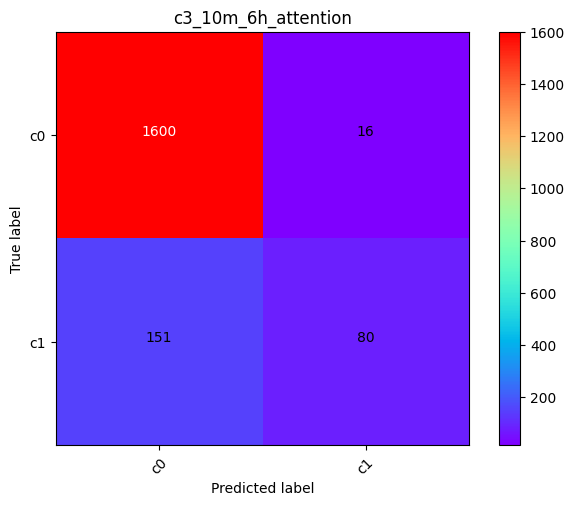 c3_10m_6h_attention
1600
1400
1200
1000
800
600
400
200
True label
c0
1600
16
c1
151
80
c0
c1
Predicted label